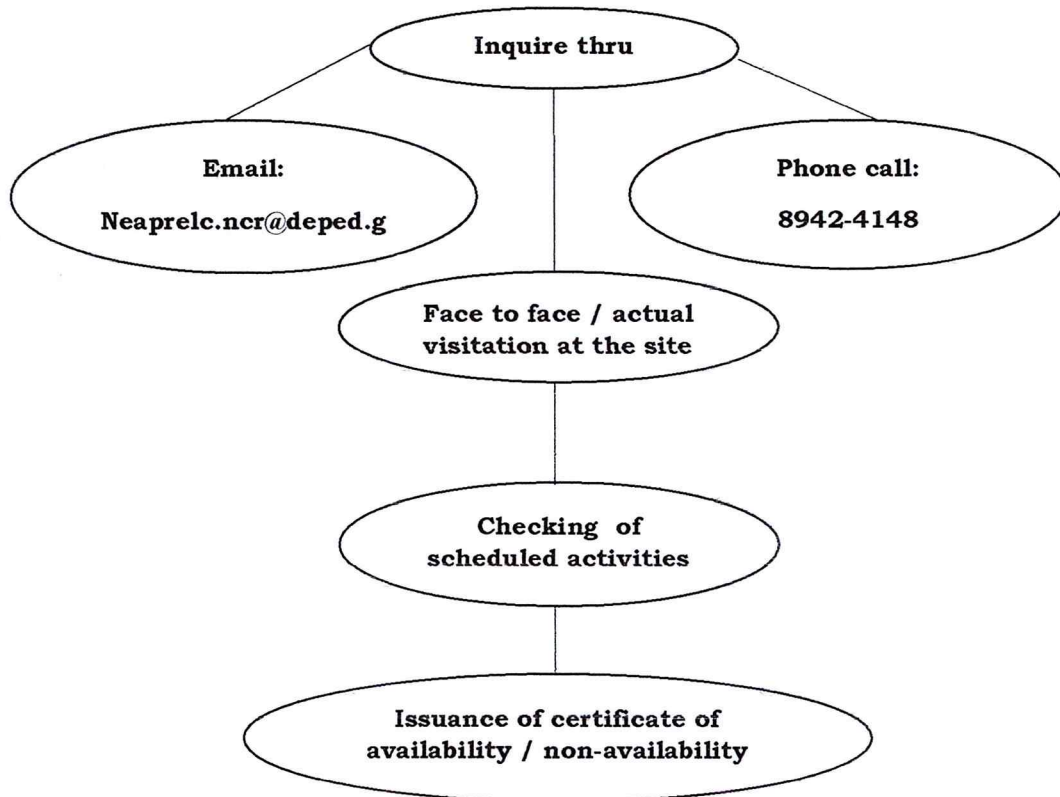 Inquire thru
Email:
Neaprelc.ncr@deped.g
Phone call:
8942-4148
Face to face / actual
visitation at the site
Checking of
scheduled activities
Issuance of certificate of
availability / non-availability